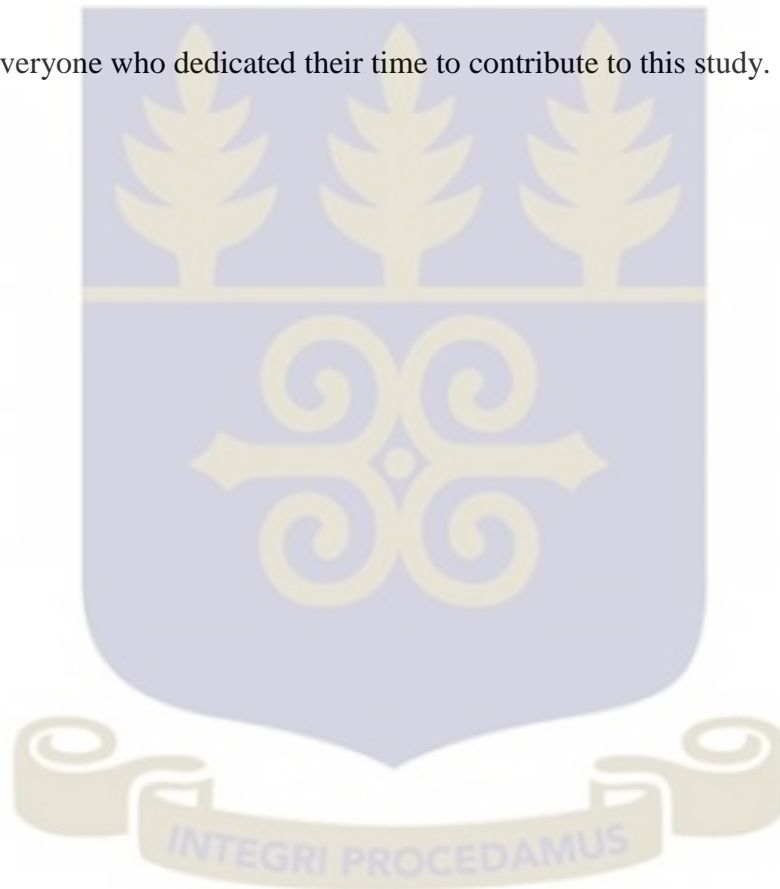 veryone who dedicated their time to contribute to this study.
INTEGRI PROCEDAMUS